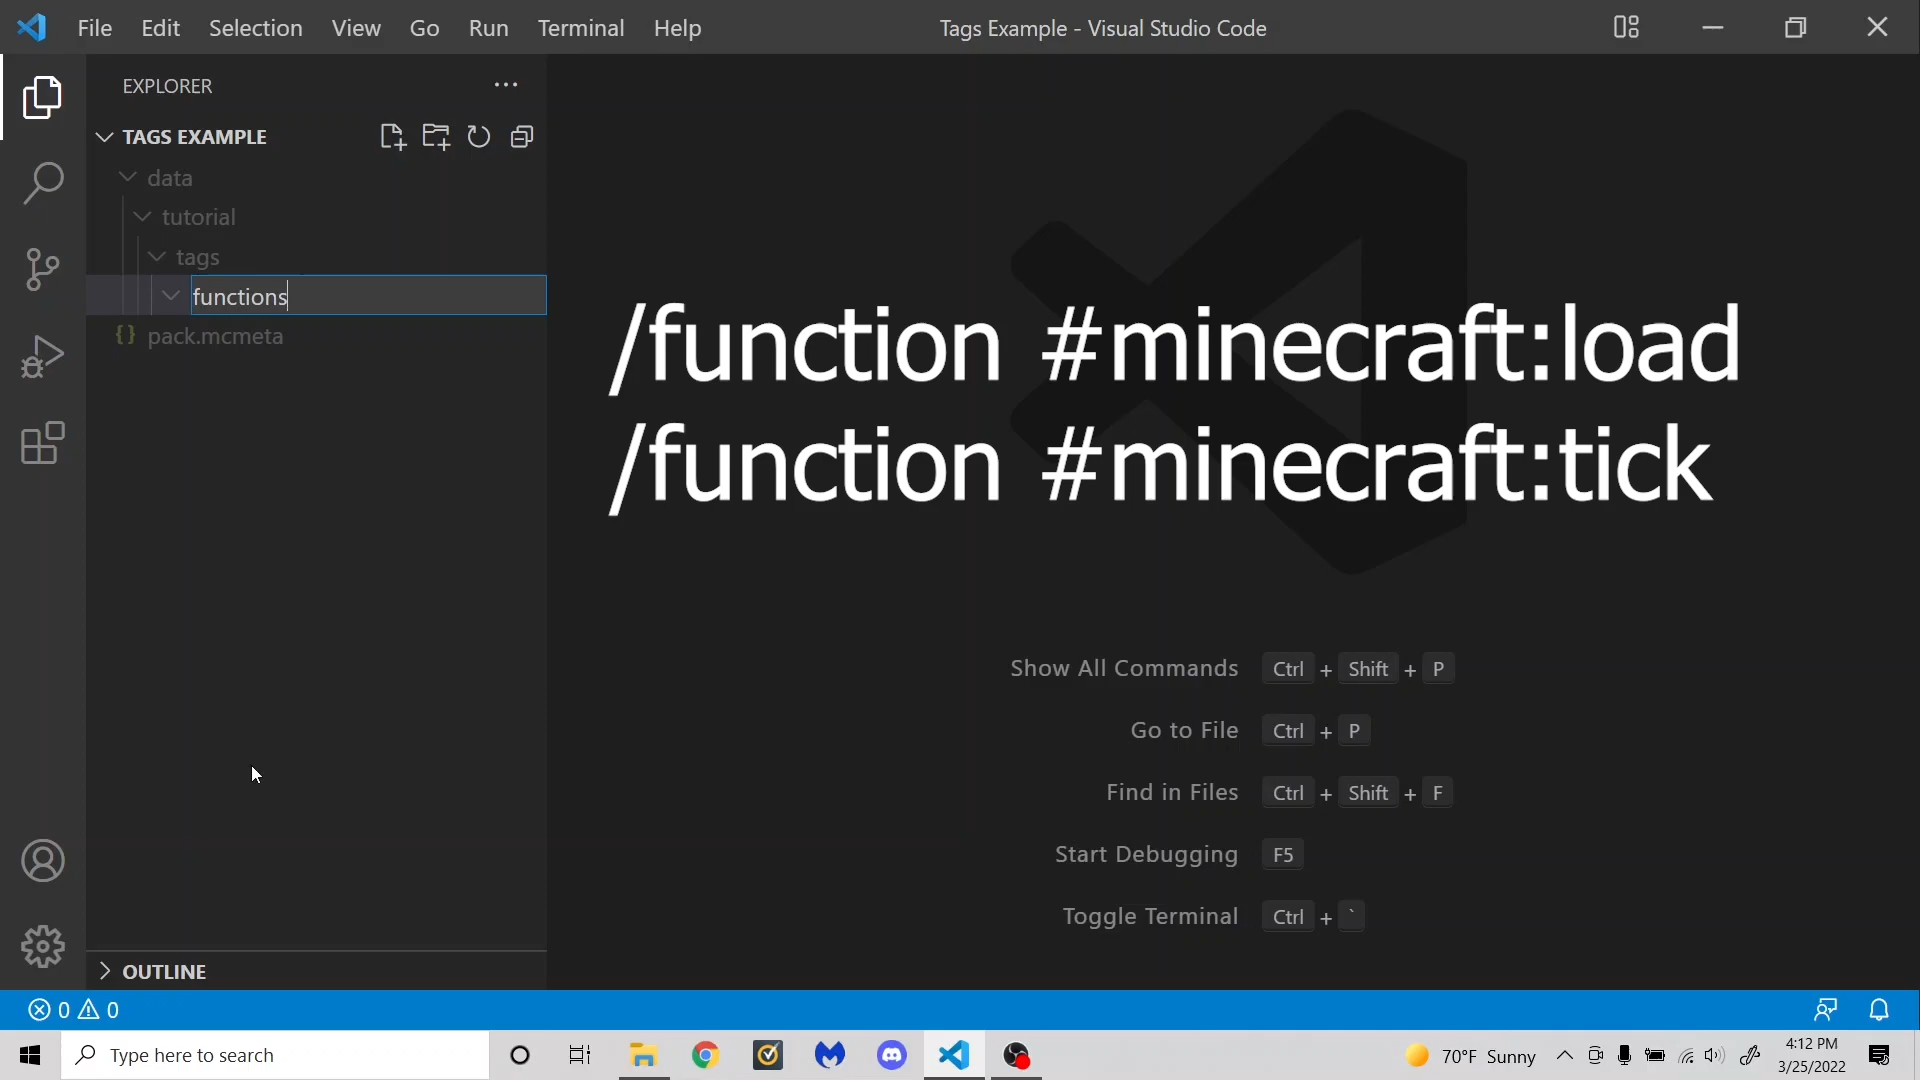 File Edit Selection View Go Run Terminal Help
Tags Example - Visual Studio Code
EXPLORER
TAGS EXAMPLE
data
tutorial
tags
functions
{} pack.mcmeta
/function #minecraft:load
/function #minecraft:tick
Show All Commands Ctrl + Shift + P
Go to File Ctrl + P
Find in Files Ctrl + Shift + F
Start Debugging F5
Toggle Terminal Ctrl + `
OUTLINE
0 0
Type here to search
70°F Sunny
4:12 PM
3/25/2022